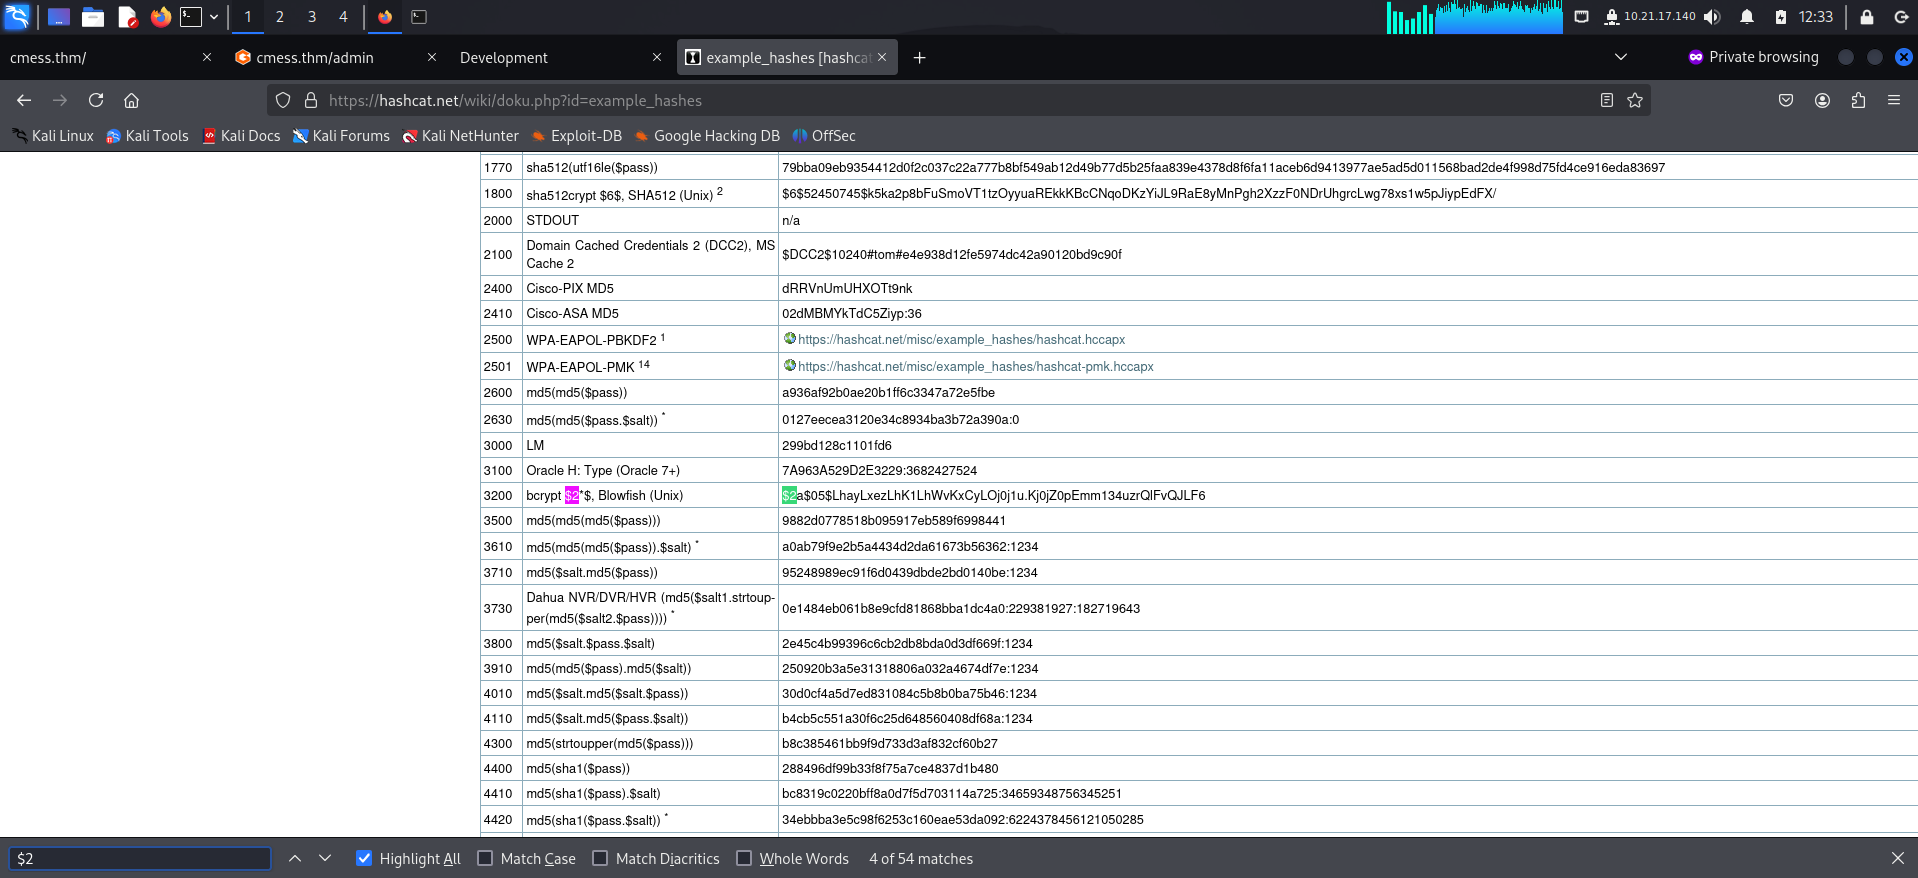 1 2 3 4 10.21.17.140 12:33
cmess.thm/ cmess.thm/admin Development example_hashes [hashcat Private browsing
https://hashcat.net/wiki/doku.php?id=example_hashes
Kali Linux Kali Tools Kali Docs Kali Forums Kali NetHunter Exploit-DB Google Hacking DB OffSec
1770 sha512(utf16le($pass)) 79bba09eb9354412d0f2c037c22a777b8bf549ab12d49b77d5b25faa839e4378d8f6fa11aceb6d9413977ae5ad5d011568bad2de4f998d75fd4ce916eda83697
1800 sha512crypt $6$, SHA512 (Unix) 2 $6$52450745$k5ka2p8bFuSmoVT1tzOyyuaREkkKBcCNqoDKzYiJL9RaE8yMnPgh2XzzF0NDrUhgrcLwg78xs1w5pJiypEdFX/
2000 STDOUT n/a
2100 Domain Cached Credentials 2 (DCC2), MS
Cache 2 $DCC2$10240#tom#e4e938d12fe5974dc42a90120bd9c90f
2400 Cisco-PIX MD5 dRRVnUmUHXOTt9nk
2410 Cisco-ASA MD5 02dMBMYkTdC5Ziyp:36
2500 WPA-EAPOL-PBKDF2 1 https://hashcat.net/misc/example_hashes/hashcat.hccapx
2501 WPA-EAPOL-PMK 14 https://hashcat.net/misc/example_hashes/hashcat-pmk.hccapx
2600 md5(md5($pass)) a936af92b0ae20b1ff6c3347a72e5fbe
2630 md5(md5($pass.$salt)) * 0127eecea3120e34c8934ba3b72a390a:0
3000 LM 299bd128c1101fd6
3100 Oracle H: Type (Oracle 7+) 7A963A529D2E3229:3682427524
3200 bcrypt $2*$, Blowfish (Unix) $2a$05$LhayLxezLhK1LhWvKxCyLOj0j1u.Kj0jZ0pEmm134uzrQlFvQJLF6
3500 md5(md5(md5($pass))) 9882d0778518b095917eb589f6998441
3610 md5(md5(md5($pass)).$salt) * a0ab79f9e2b5a4434d2da61673b56362:1234
3710 md5($salt.md5($pass)) 95248989ec91f6d0439dbde2bd0140be:1234
3730 Dahua NVR/DVR/HVR (md5($salt1.strtoup-
per(md5($salt2.$pass)))) * 0e1484eb061b8e9cfd81868bba1dc4a0:229381927:182719643
3800 md5($salt.$pass.$salt) 2e45c4b99396c6cb2db8bda0d3df669f:1234
3910 md5(md5($pass).md5($salt)) 250920b3a5e31318806a032a4674df7e:1234
4010 md5($salt.md5($salt.$pass)) 30d0cf4a5d7ed831084c5b8b0ba75b46:1234
4110 md5($salt.md5($pass.$salt)) b4cb5c551a30f6c25d648560408df68a:1234
4300 md5(strtoupper(md5($pass))) b8c385461bb9f9d733d3af832cf60b27
4400 md5(sha1($pass)) 288496df99b33f8f75a7ce4837d1b480
4410 md5(sha1($pass).$salt) bc8319c0220bff8a0d7f5d703114a725:34659348756345251
4420 md5(sha1($pass.$salt)) * 34ebbba3e5c98f6253c160eae53da092:6224378456121050285
$2 Highlight All Match Case Match Diacritics Whole Words 4 of 54 matches